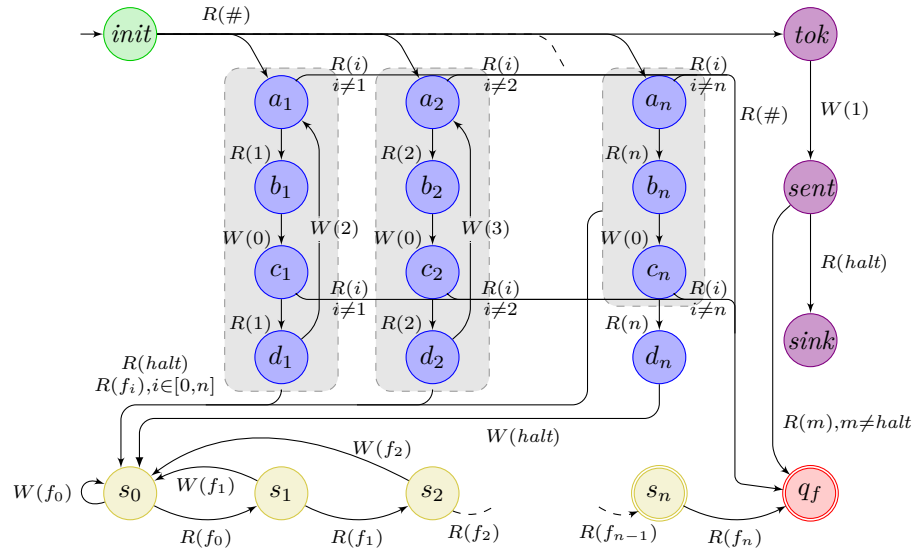 R(#)
init
tok
R(i)
i≠1
R(i)
i≠2
R(i)
i≠n
a₁
a₂
aₙ
R(#)
W(1)
R(1)
R(2)
R(n)
b₁
b₂
bₙ
sent
W(0)
W(2)
W(0)
W(3)
W(0)
c₁
c₂
cₙ
R(halt)
R(i)
i≠1
R(i)
i≠2
R(i)
i≠n
R(1)
R(2)
R(n)
d₁
d₂
dₙ
sink
R(halt)
R(fᵢ),i∈[0,n]
W(halt)
R(m),m≠halt
W(f₂)
W(f₁)
W(f₀)
s₀
s₁
s₂
sₙ
q_f
R(f₀)
R(f₁)
R(f₂)
R(fₙ₋₁)
R(fₙ)